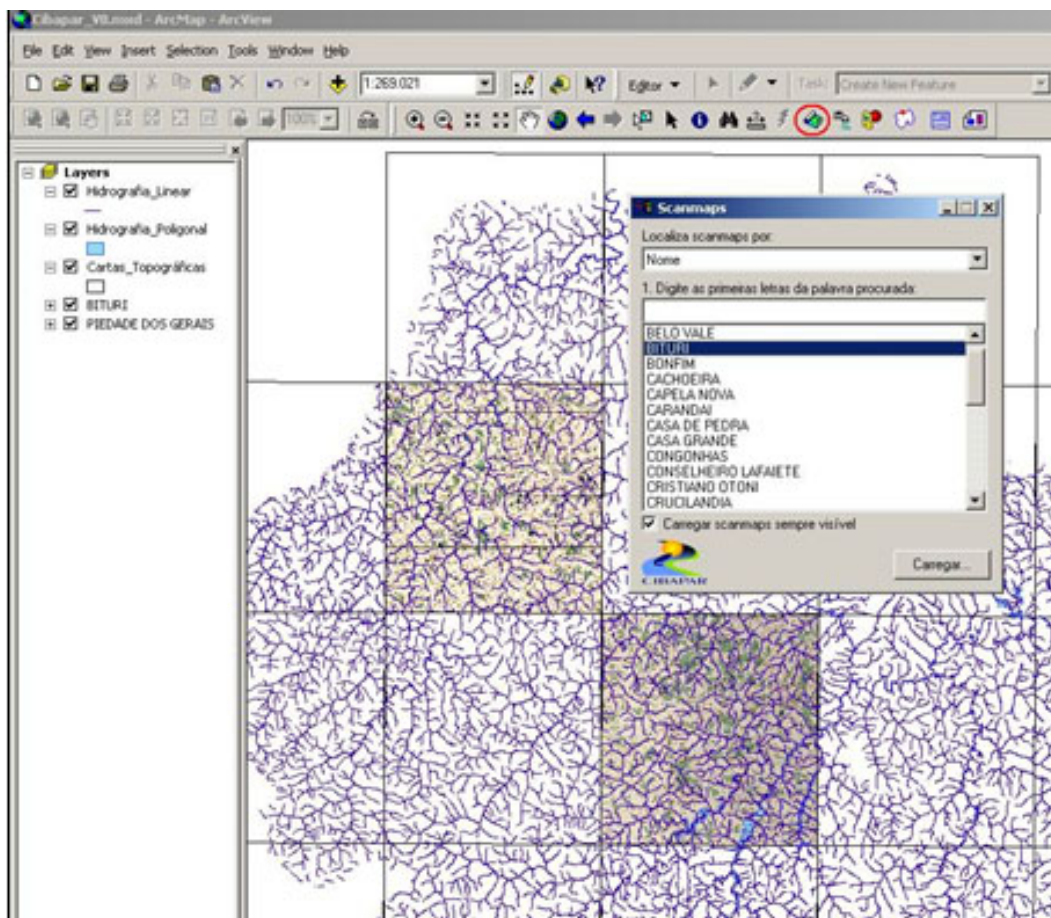 Cibapar_V8.mxd - ArcMap - ArcView
File Edit View Insert Selection Tools Window Help
1:269.021
Editor
Task:
Create New Feature
100%
Layers
Hidrografia_Linear
Hidrografia_Poligonal
Cartas_Topográficas
BITURI
PIEDADE DOS GERAIS
Scanmaps
Localiza scanmaps por:
Nome
1. Digite as primeiras letras da palavra procurada:
BELO VALE
BITURI
BONFIM
CACHOEIRA
CAPELA NOVA
CARANDAI
CASA DE PEDRA
CASA GRANDE
CONGONHAS
CONSELHEIRO LAFAIETE
CRISTIANO OTONI
CRUCILANDIA
Carregar scanmaps sempre visível
CIBAPAR
Carregar...